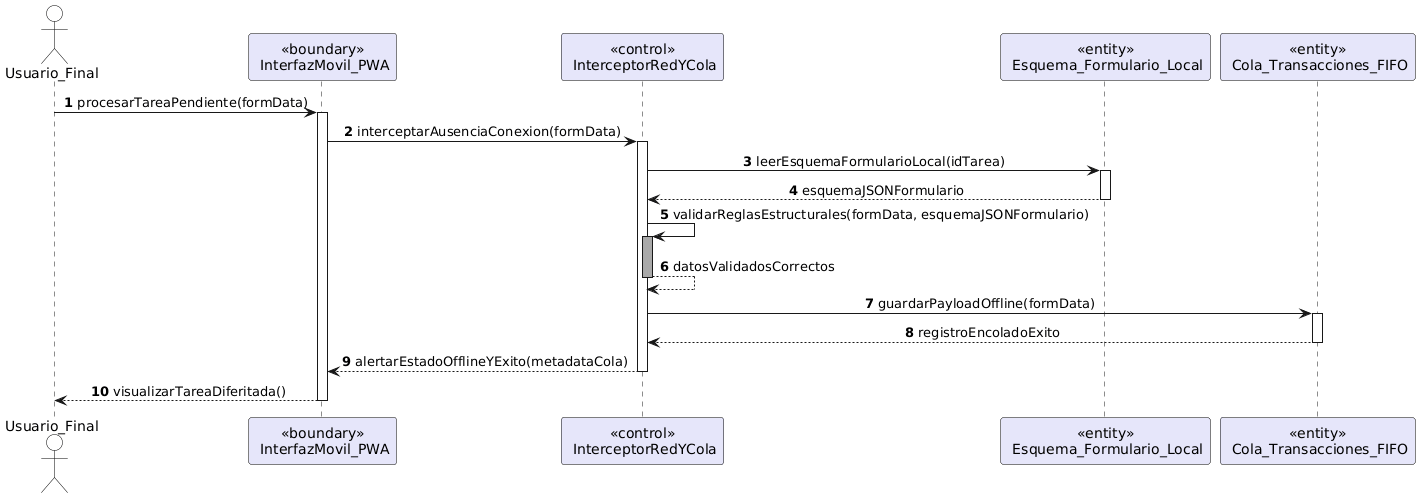 Usuario_Final
«boundary»
InterfazMovil_PWA
«control»
InterceptorRedYCola
«entity»
Esquema_Formulario_Local
«entity»
Cola_Transacciones_FIFO
1 procesarTareaPendiente(formData)
2 interceptarAusenciaConexion(formData)
3 leerEsquemaFormularioLocal(idTarea)
4 esquemaJSONFormulario
5 validarReglasEstructurales(formData, esquemaJSONFormulario)
6 datosValidadosCorrectos
7 guardarPayloadOffline(formData)
8 registroEncoladoExito
9 alertarEstadoOfflineYExito(metadataCola)
10 visualizarTareaDiferitada()
Usuario_Final
«boundary»
InterfazMovil_PWA
«control»
InterceptorRedYCola
«entity»
Esquema_Formulario_Local
«entity»
Cola_Transacciones_FIFO